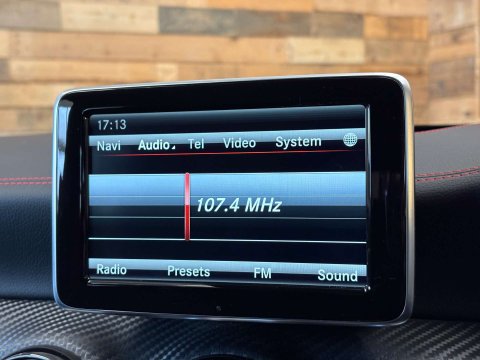 17:13
Navi Audio Tel Video System
107.4 MHz
Radio Presets FM Sound